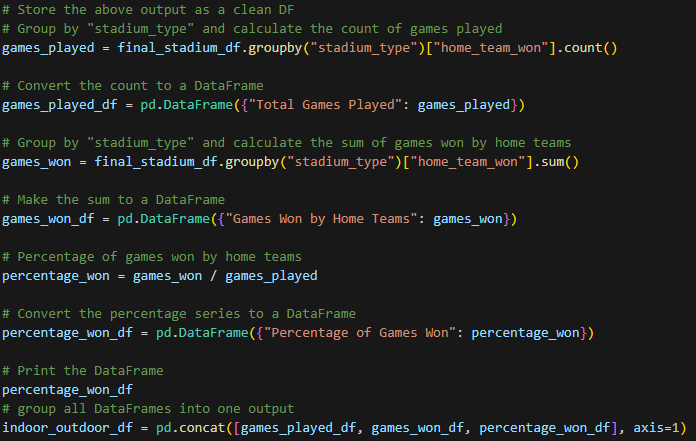 # Store the above output as a clean DF
# Group by "stadium_type" and calculate the count of games played
games_played = final_stadium_df.groupby("stadium_type")["home_team_won"].count()
# Convert the count to a DataFrame
games_played_df = pd.DataFrame({"Total Games Played": games_played})
# Group by "stadium_type" and calculate the sum of games won by home teams
games_won = final_stadium_df.groupby("stadium_type")["home_team_won"].sum()
# Make the sum to a DataFrame
games_won_df = pd.DataFrame({"Games Won by Home Teams": games_won})
# Percentage of games won by home teams
percentage_won = games_won / games_played
# Convert the percentage series to a DataFrame
percentage_won_df = pd.DataFrame({"Percentage of Games Won": percentage_won})
# Print the DataFrame
percentage_won_df
# group all DataFrames into one output
indoor_outdoor_df = pd.concat([games_played_df, games_won_df, percentage_won_df], axis=1)